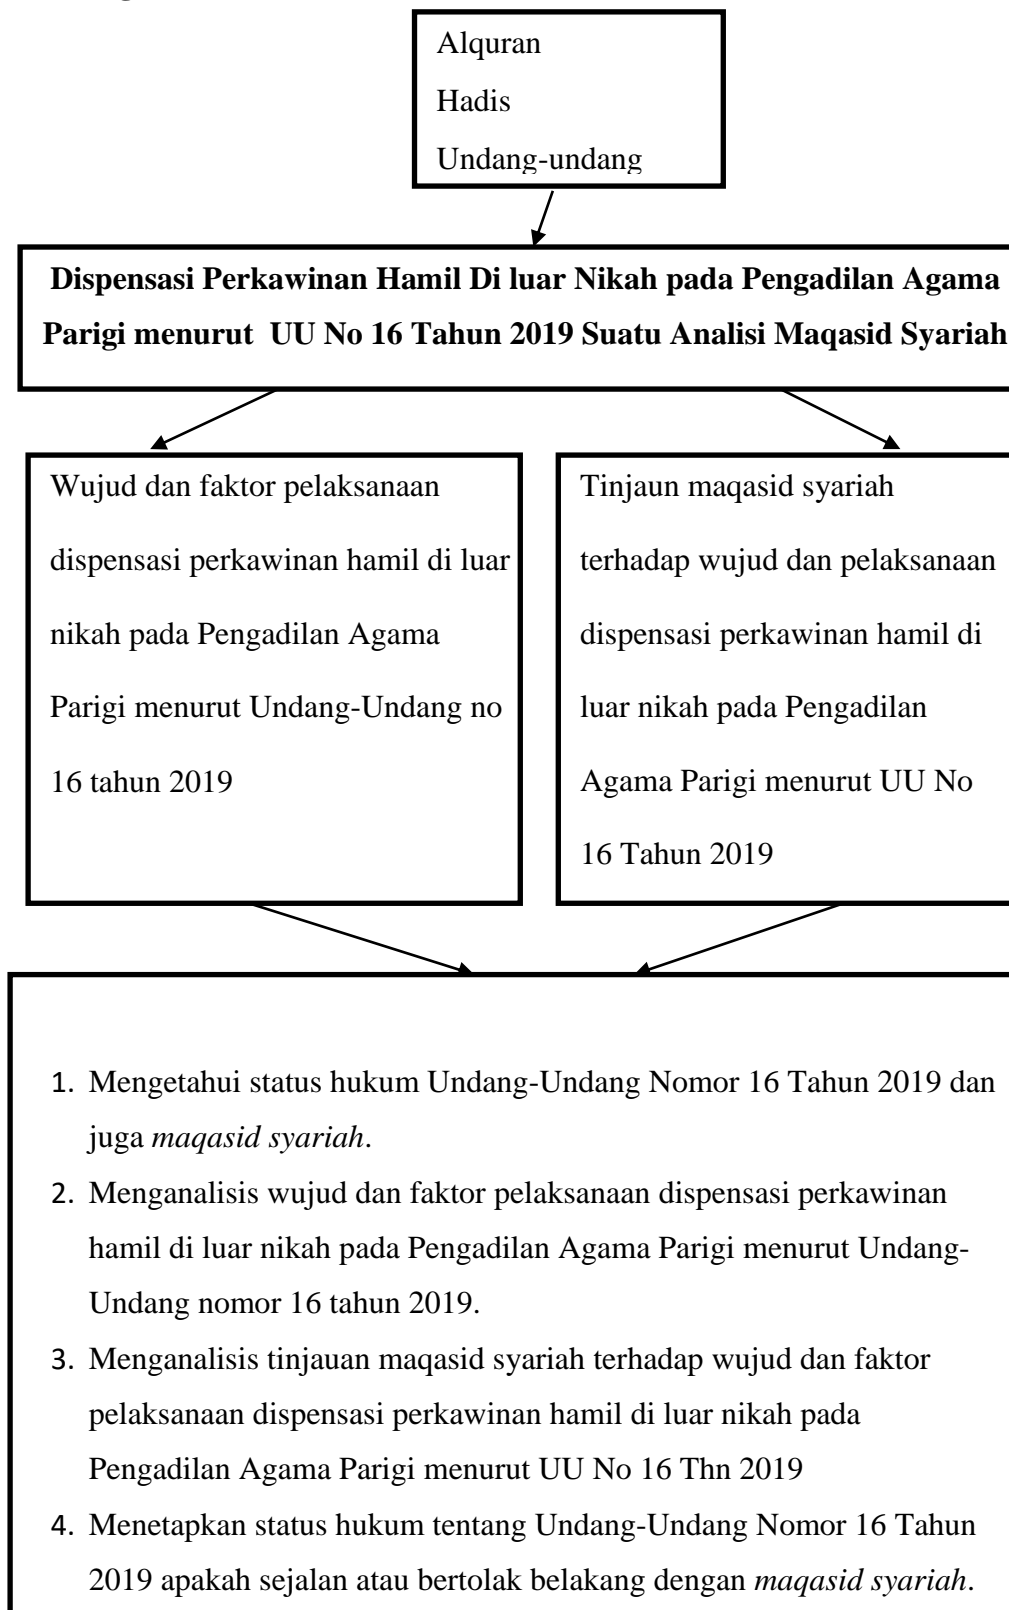 Alquran
Hadis
Undang-undang
Dispensasi Perkawinan Hamil Di luar Nikah pada Pengadilan Agama
Parigi menurut UU No 16 Tahun 2019 Suatu Analisi Maqasid Syariah
Wujud dan faktor pelaksanaan
dispensasi perkawinan hamil di luar
nikah pada Pengadilan Agama
Parigi menurut Undang-Undang no
16 tahun 2019
Tinjaun maqasid syariah
terhadap wujud dan pelaksanaan
dispensasi perkawinan hamil di
luar nikah pada Pengadilan
Agama Parigi menurut UU No
16 Tahun 2019
1. Mengetahui status hukum Undang-Undang Nomor 16 Tahun 2019 dan
juga maqasid syariah.
2. Menganalisis wujud dan faktor pelaksanaan dispensasi perkawinan
hamil di luar nikah pada Pengadilan Agama Parigi menurut Undang-
Undang nomor 16 tahun 2019.
3. Menganalisis tinjauan maqasid syariah terhadap wujud dan faktor
pelaksanaan dispensasi perkawinan hamil di luar nikah pada
Pengadilan Agama Parigi menurut UU No 16 Thn 2019
4. Menetapkan status hukum tentang Undang-Undang Nomor 16 Tahun
2019 apakah sejalan atau bertolak belakang dengan maqasid syariah.